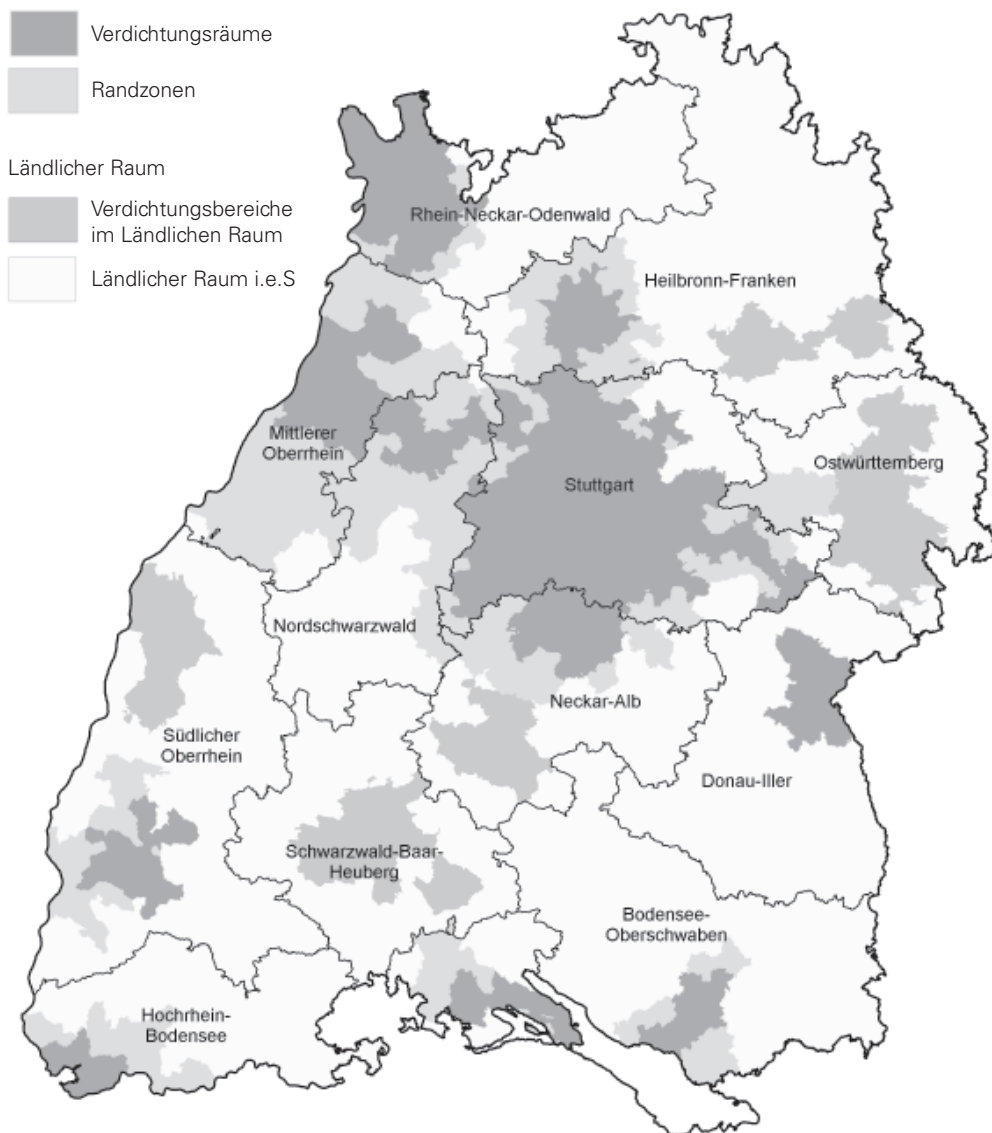 Verdichtungsräume
Randzonen
Ländlicher Raum
Verdichtungsbereiche
im Ländlichen Raum
Ländlicher Raum i.e.S
Rhein-Neckar-Odenwald
Heilbronn-Franken
Mittlerer
Oberrhein
Stuttgart
Ostwürttemberg
Nordschwarzwald
Neckar-Alb
Südlicher
Oberrhein
Donau-Iller
Schwarzwald-Baar-
Heuberg
Bodensee-
Oberschwaben
Hochrhein-
Bodensee